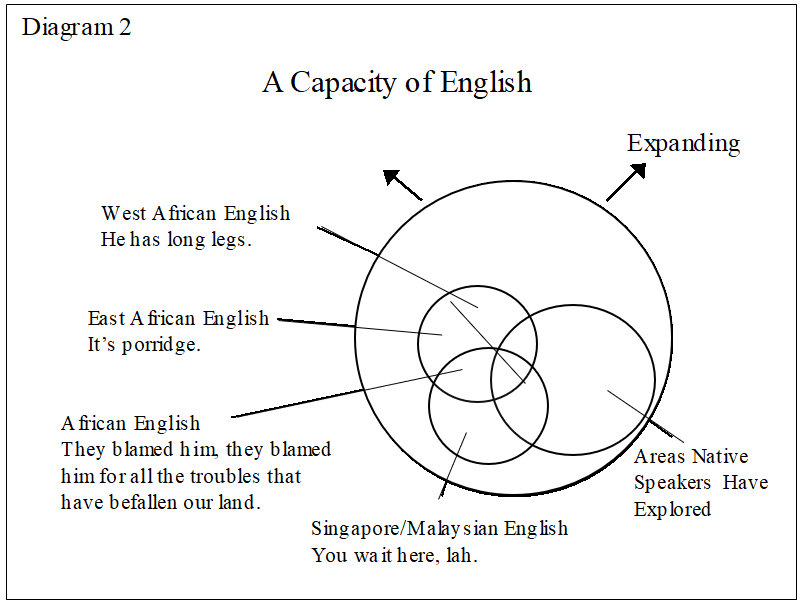 Diagram 2
A Capacity of English
Expanding
West African English
He has long legs.
East African English
It's porridge.
African English
They blamed him, they blamed
him for all the troubles that
have befallen our land.
Areas Native
Speakers Have
Explored
Singapore/Malaysian English
You wait here, lah.